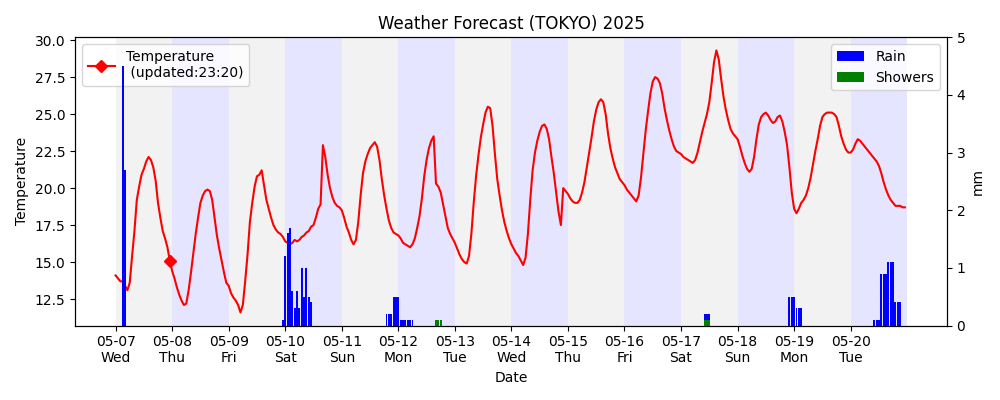 Weather Forecast (TOKYO) 2025
30.0
27.5
25.0
22.5
20.0
17.5
15.0
12.5
Temperature
Temperature
(updated:23:20)
Rain
Showers
5
4
3
2
1
0
mm
05-07 05-08 05-09 05-10 05-11 05-12 05-13 05-14 05-15 05-16 05-17 05-18 05-19 05-20
Wed Thu Fri Sat Sun Mon Tue Wed Thu Fri Sat Sun Mon Tue
Date